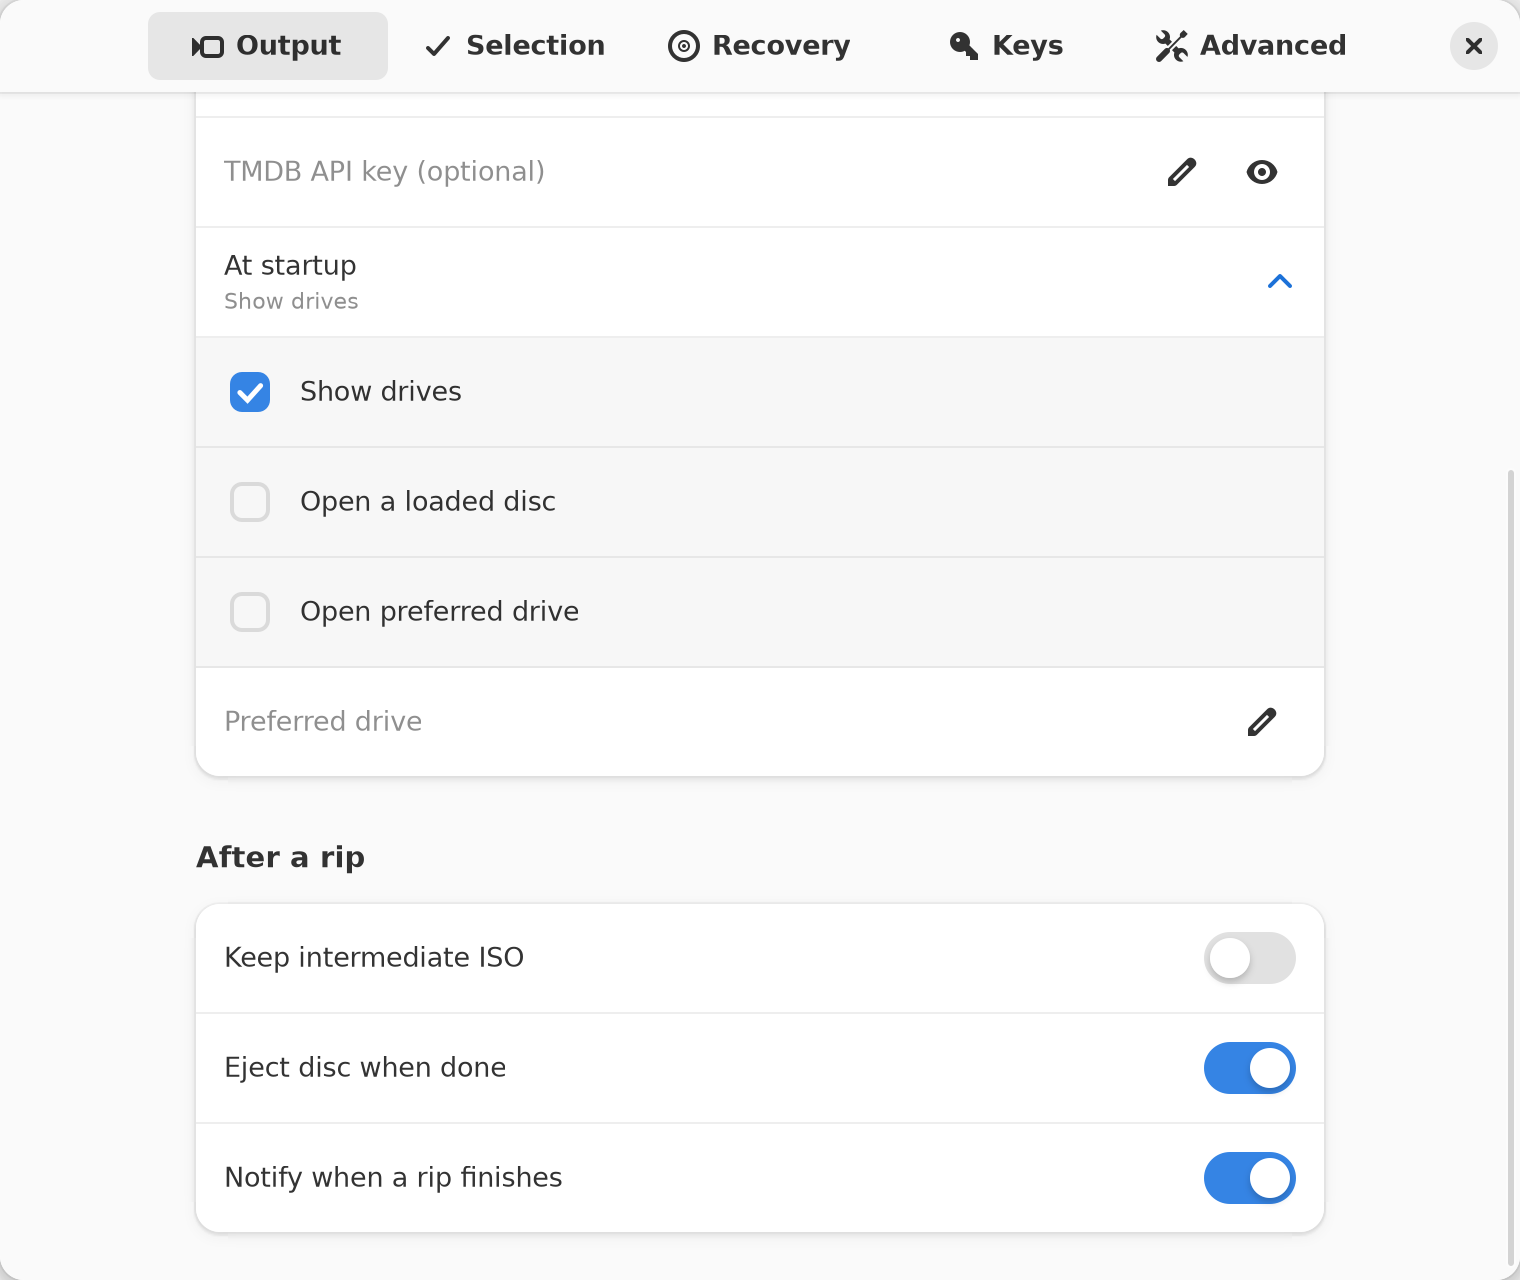 Output
Selection
Recovery
Keys
Advanced
TMDB API key (optional)
At startup
Show drives
Show drives
Open a loaded disc
Open preferred drive
Preferred drive
After a rip
Keep intermediate ISO
Eject disc when done
Notify when a rip finishes